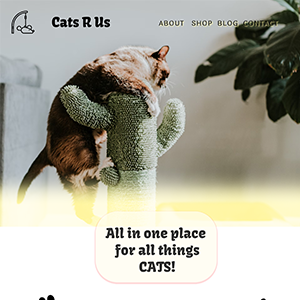 Cats R Us
ABOUT SHOP BLOG CONTACT
All in one place
for all things
CATS!